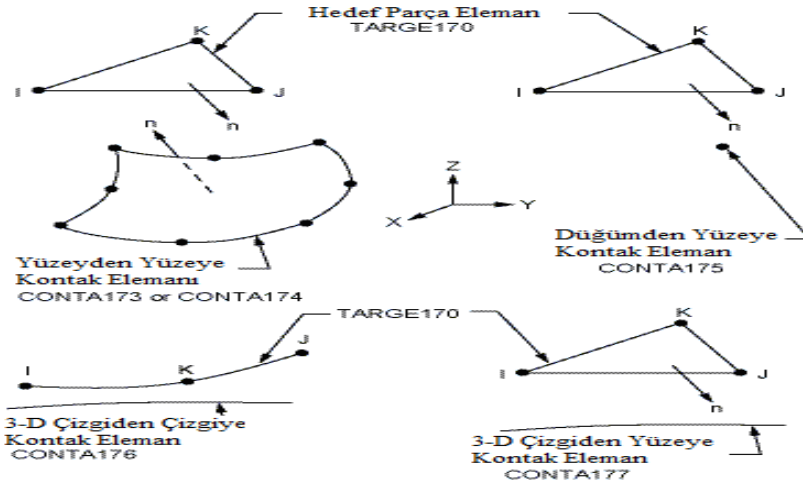 Hedef Parça Eleman
TARGE170
K
K
I
J
I
J
n
n
n
Z
X
Y
Yüzeyden Yüzeye
Kontak Elemanı
CONTA173 or CONTA174
Düğümden Yüzeye
Kontak Eleman
CONTA175
TARGE170
I
K
J
K
I
J
n
3-D Çizgiden Çizgiye
Kontak Eleman
CONTA176
3-D Çizgiden Yüzeye
Kontak Eleman
CONTA177